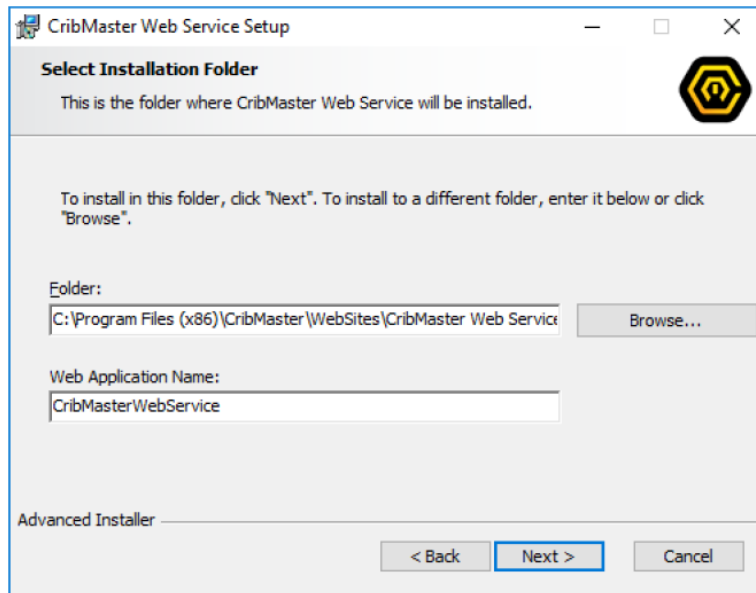 CribMaster Web Service Setup
Select Installation Folder
This is the folder where CribMaster Web Service will be installed.
To install in this folder, click "Next". To install to a different folder, enter it below or click
"Browse".
Folder:
C:\Program Files (x86)\CribMaster\WebSites\CribMaster Web Service
Browse...
Web Application Name:
CribMasterWebService
Advanced Installer
< Back
Next >
Cancel